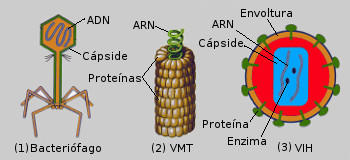 ADN
Cápside
(1) Bacteriófago
ARN
Proteínas
(2) VMT
Envoltura
ARN
Cápside
Proteína
Enzima
(3) VIH